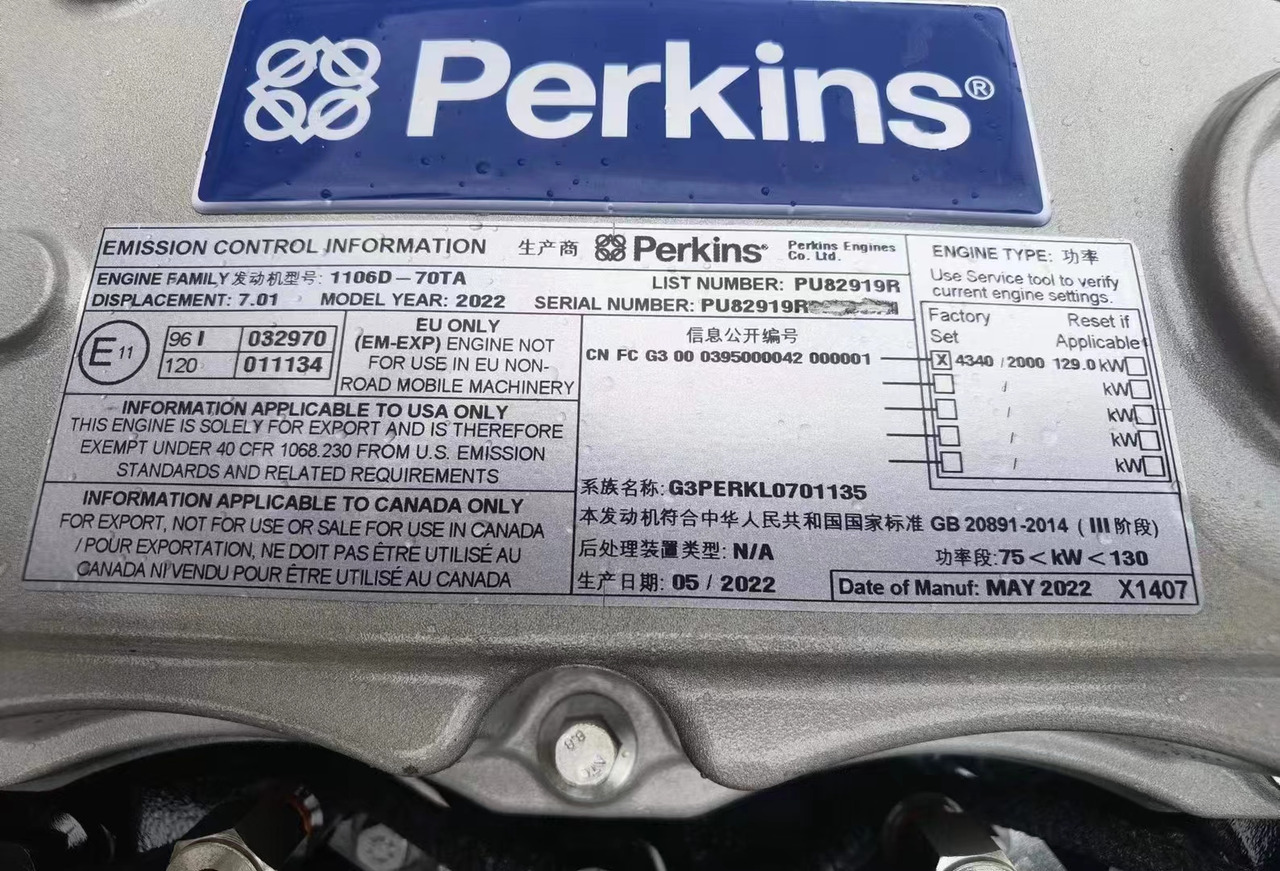 Perkins®
EMISSION CONTROL INFORMATION 生产商 Perkins® Perkins Engines Co. Ltd.
ENGINE FAMILY 发动机型号: 1106D-70TA LIST NUMBER: PU82919R
DISPLACEMENT: 7.01 MODEL YEAR: 2022 SERIAL NUMBER: PU82919R
E 11
96 I 032970
120 011134
EU ONLY
(EM-EXP) ENGINE NOT
FOR USE IN EU NON-
ROAD MOBILE MACHINERY
INFORMATION APPLICABLE TO USA ONLY
THIS ENGINE IS SOLELY FOR EXPORT AND IS THEREFORE
EXEMPT UNDER 40 CFR 1068.230 FROM U.S. EMISSION
STANDARDS AND RELATED REQUIREMENTS
INFORMATION APPLICABLE TO CANADA ONLY
FOR EXPORT, NOT FOR USE OR SALE FOR USE IN CANADA
/ POUR EXPORTATION, NE DOIT PAS ÊTRE UTILISÉ AU
CANADA NI VENDU POUR ÊTRE UTILISÉ AU CANADA
信息公开编号
CN FC G3 00 0395000042 000001
ENGINE TYPE: 功率
Use Service tool to verify
current engine settings.
Factory Set Reset if Applicable
X 4340 / 2000 129.0 kW
/ kW
/ kW
/ kW
/ kW
系族名称: G3PERKL0701135
本发动机符合中华人民共和国国家标准 GB 20891-2014 ( III 阶段)
后处理装置类型: N/A 功率段: 75 < kW < 130
生产日期: 05 / 2022 Date of Manuf: MAY 2022 X1407
8.8